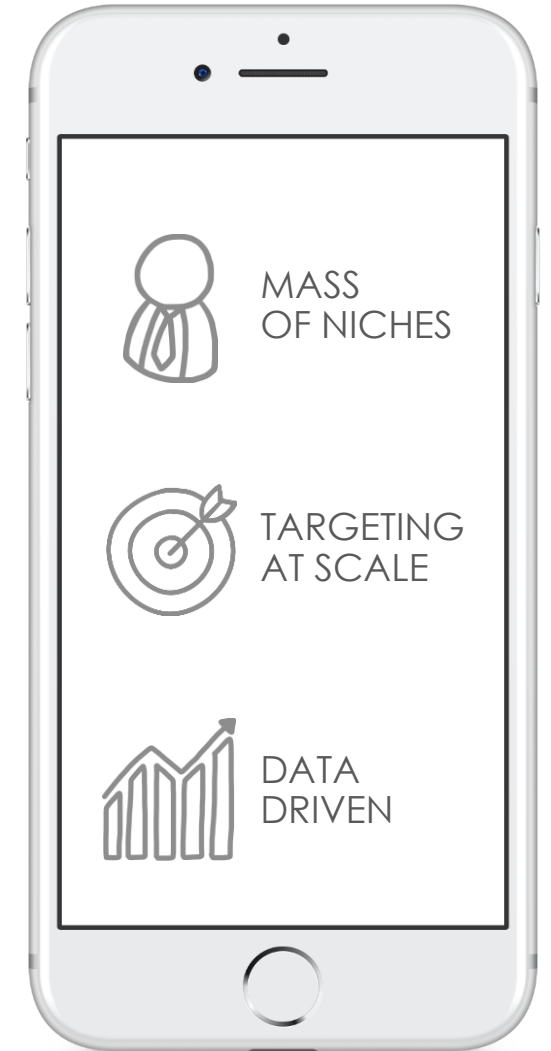 MASS
OF NICHES
TARGETING
AT SCALE
DATA
DRIVEN